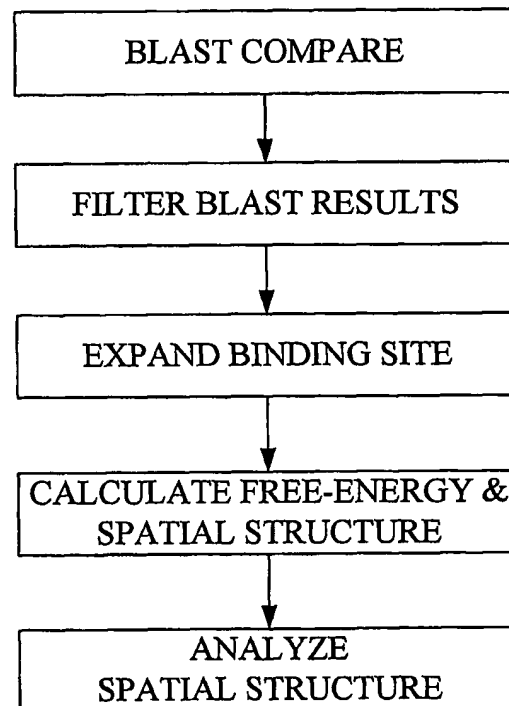 BLAST COMPARE
FILTER BLAST RESULTS
EXPAND BINDING SITE
CALCULATE FREE-ENERGY &
SPATIAL STRUCTURE
ANALYZE
SPATIAL STRUCTURE